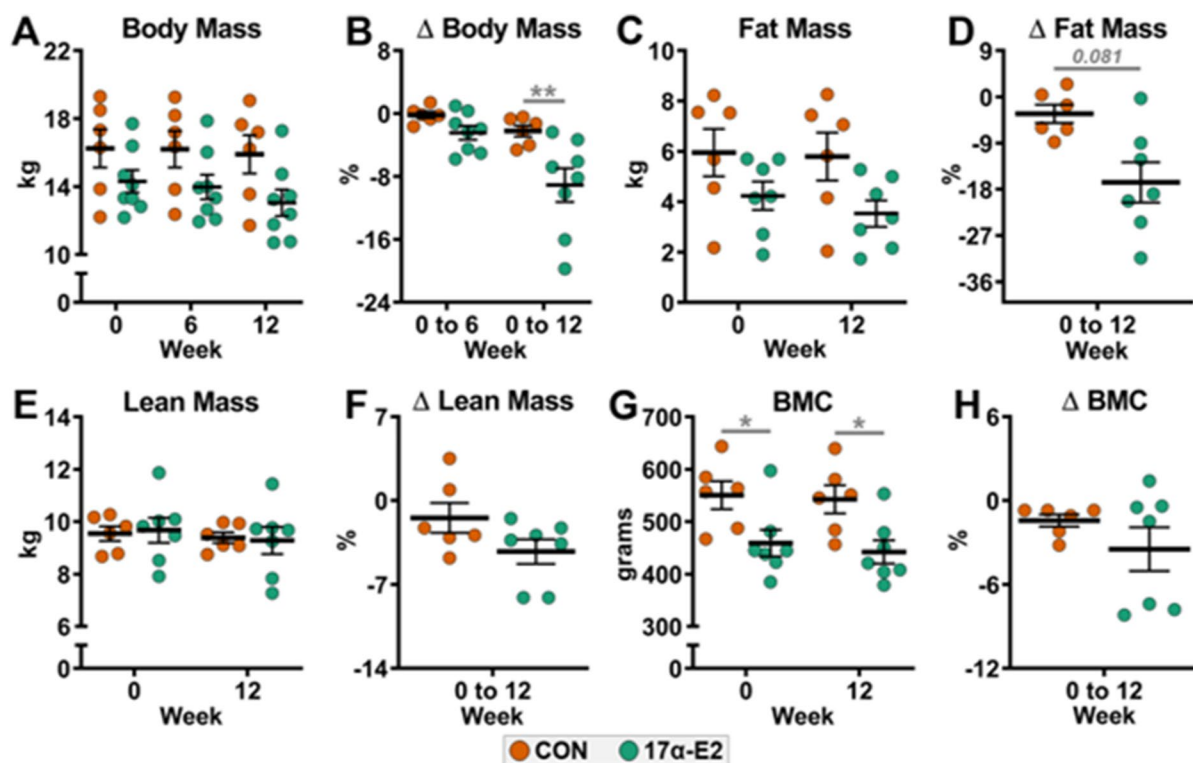 A Body Mass
22
18
14
10
0
kg
0 6 12
Week
B Δ Body Mass
8
0
-8
-16
-24
%
**
0 to 6 0 to 12
Week
C Fat Mass
10
8
6
4
2
0
kg
0 12
Week
D Δ Fat Mass
9
0
-9
-18
-27
-36
%
0.081
0 to 12
Week
E Lean Mass
14
12
10
8
6
0
kg
0 12
Week
F Δ Lean Mass
7
0
-7
-14
%
0 to 12
Week
G BMC
700
600
500
400
300
0
grams
* *
0 12
Week
H Δ BMC
6
0
-6
-12
%
0 to 12
Week
CON 17α-E2